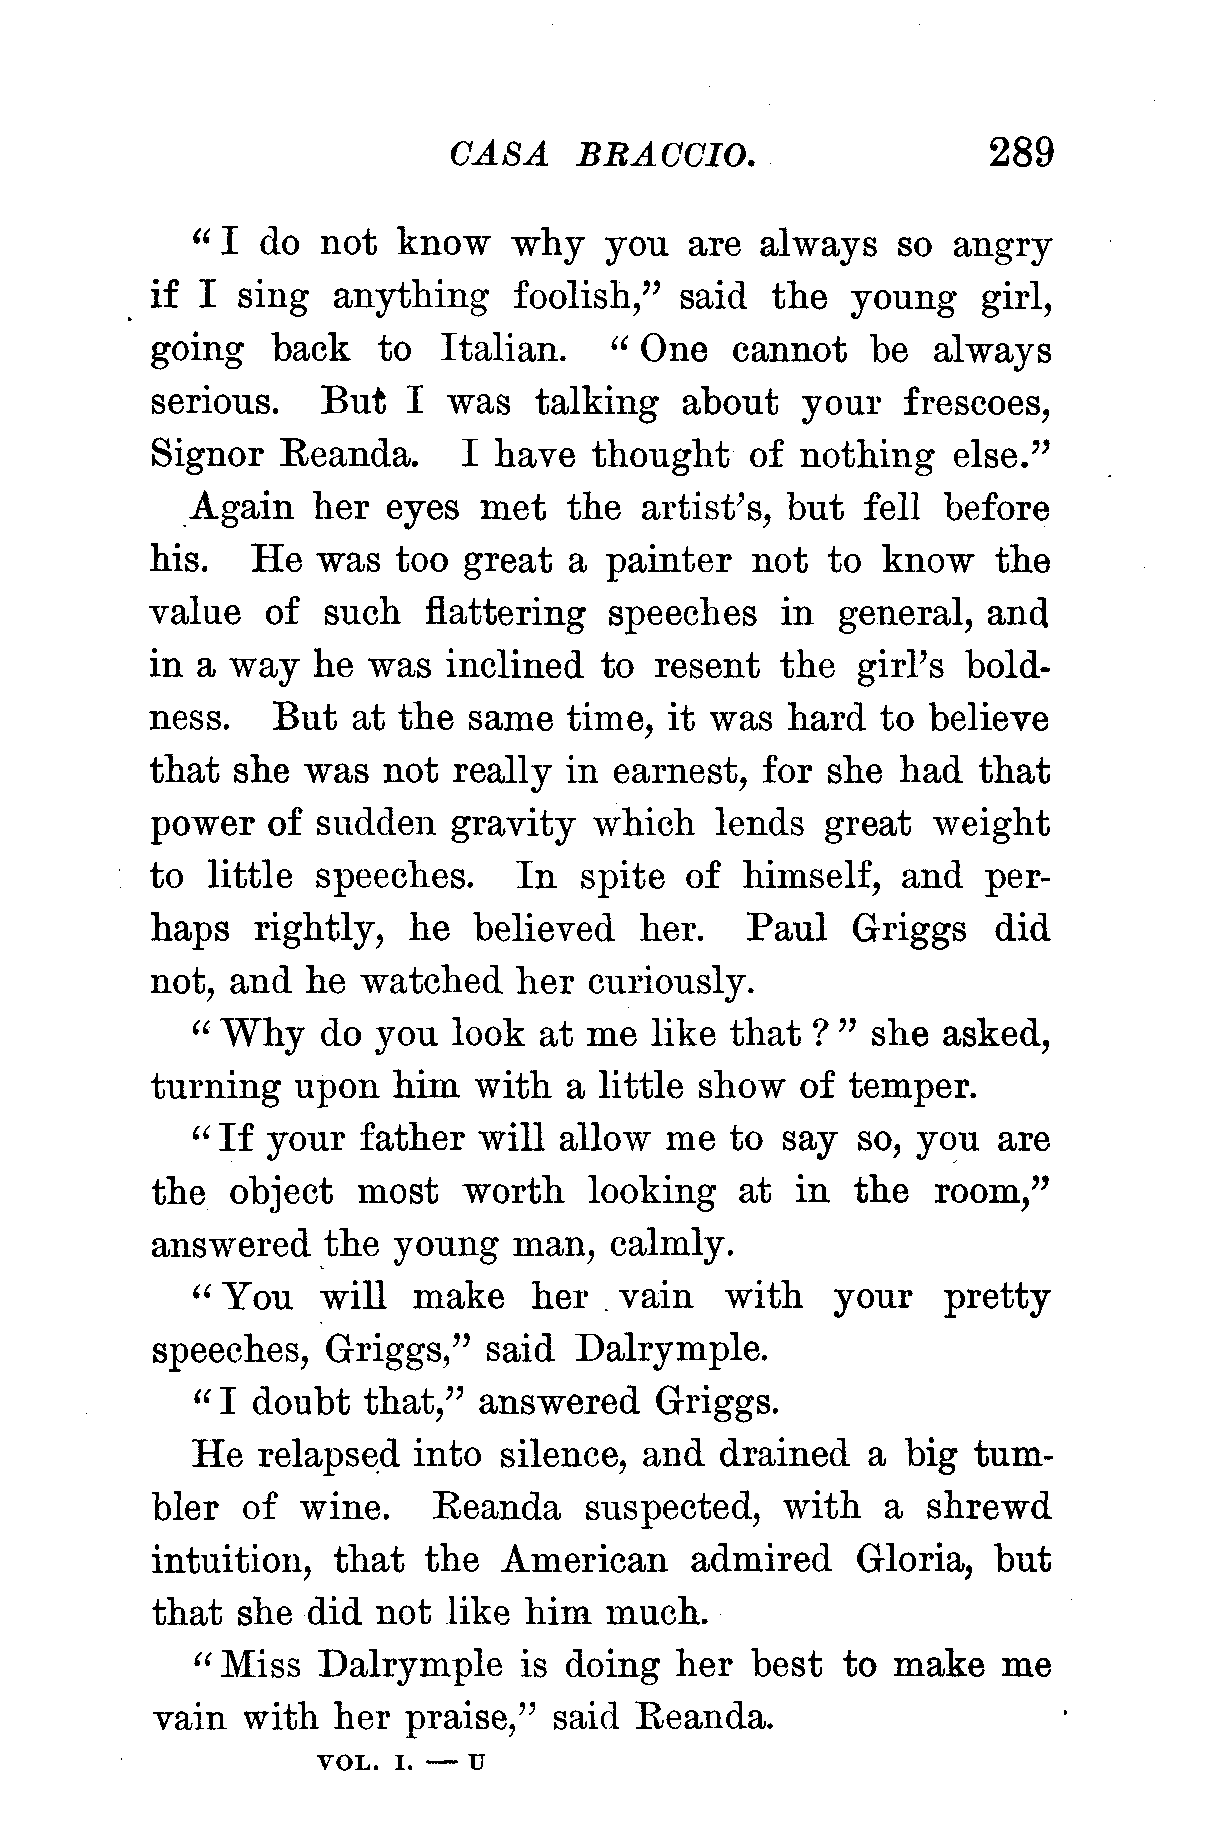 CASA BRACCIO. 289
“I do not know why you are always so angry
if I sing anything foolish,” said the young girl,
going back to Italian. “One cannot be always
serious. But I was talking about your frescoes,
Signor Reanda. I have thought of nothing else.”
Again her eyes met the artist’s, but fell before
his. He was too great a painter not to know the
value of such flattering speeches in general, and
in a way he was inclined to resent the girl’s bold-
ness. But at the same time, it was hard to believe
that she was not really in earnest, for she had that
power of sudden gravity which lends great weight
to little speeches. In spite of himself, and per-
haps rightly, he believed her. Paul Griggs did
not, and he watched her curiously.
“Why do you look at me like that?” she asked,
turning upon him with a little show of temper.
“If your father will allow me to say so, you are
the object most worth looking at in the room,”
answered the young man, calmly.
“You will make her vain with your pretty
speeches, Griggs,” said Dalrymple.
“I doubt that,” answered Griggs.
He relapsed into silence, and drained a big tum-
bler of wine. Reanda suspected, with a shrewd
intuition, that the American admired Gloria, but
that she did not like him much.
“Miss Dalrymple is doing her best to make me
vain with her praise,” said Reanda.
VOL. I. — U